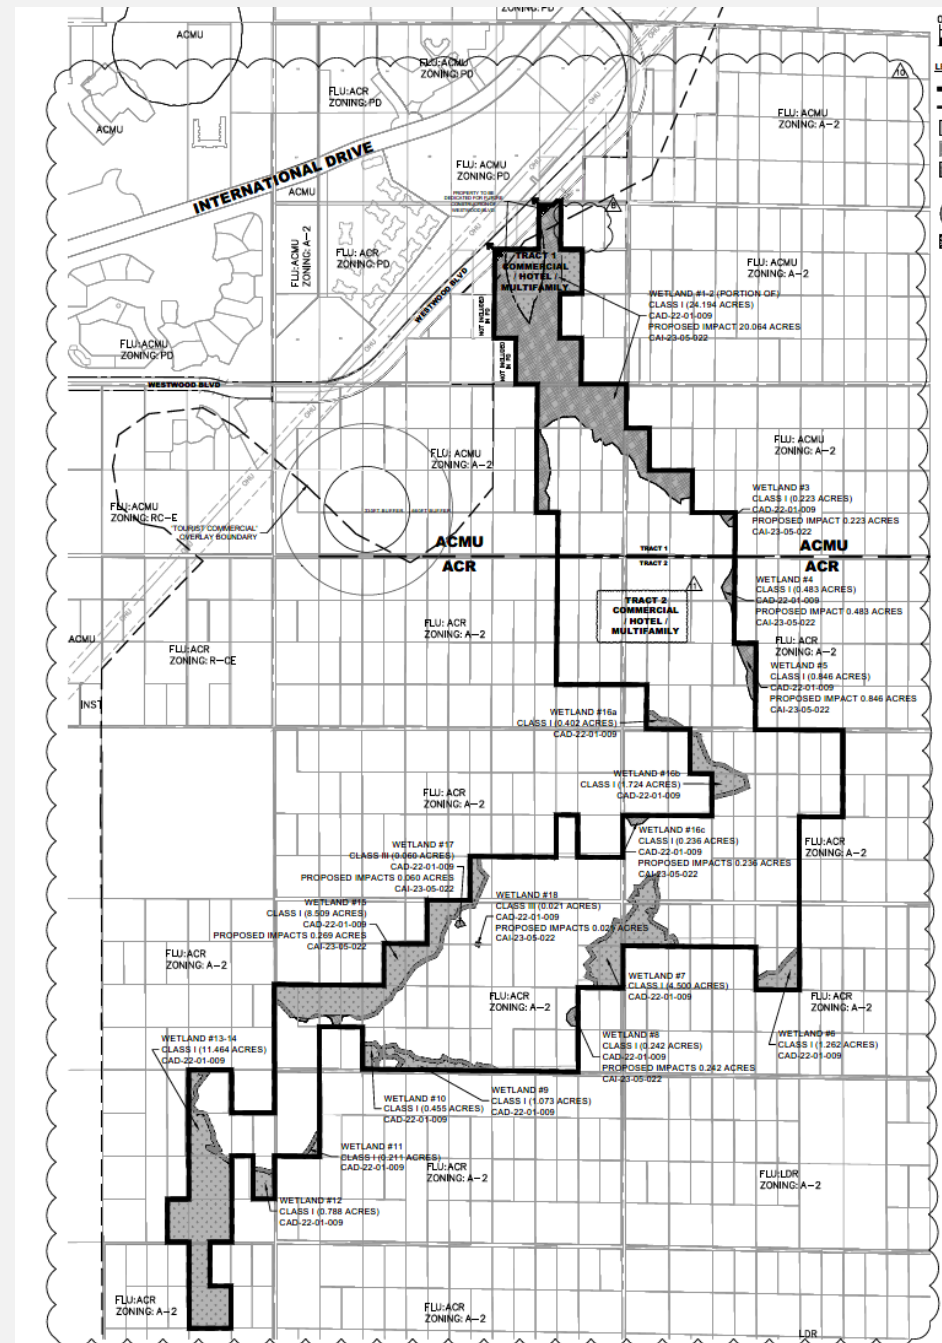 ZONING: PD
ACMU
FLU: ACMU
ZONING: PD
10
FLU: ACR
ZONING: PD
OHU
FLU: ACMU
ZONING: A-2
ACMU
INTERNATIONAL DRIVE
FLU: ACMU
ZONING: PD
ACMU
PROPERTY TO BE
DEDICATED FOR FUTURE
CONSTRUCTION OF
WESTWOOD BLVD
8
FLU: ACMU
ZONING: A-2
FLU: ACR
ZONING: PD
TRACT 1
COMMERCIAL
/ HOTEL /
MULTIFAMILY
FLU: ACMU
ZONING: A-2
WESTWOOD BLVD
NOT INCLUDED
IN PD
WETLAND #1-2 (PORTION OF)
CLASS I (24.194 ACRES)
CAD-22-01-009
PROPOSED IMPACT 20.064 ACRES
CAI-23-05-022
OHU
FLU: ACMU
ZONING: PD
NOT INCLUDED
IN PD
WESTWOOD BLVD
OHU
FLU: ACMU
ZONING: A-2
FLU: ACMU
ZONING: A-2
WETLAND #3
CLASS I (0.223 ACRES)
CAD-22-01-009
PROPOSED IMPACT 0.223 ACRES
CAI-23-05-022
FLU: ACMU
ZONING: RC-E
'TOURIST COMMERCIAL'
OVERLAY BOUNDARY
ACMU
ACR
TRACT 1
TRACT 2
ACMU
ACR
11
WETLAND #4
CLASS I (0.483 ACRES)
CAD-22-01-009
PROPOSED IMPACT 0.483 ACRES
CAI-23-05-022
TRACT 2
COMMERCIAL
/ HOTEL /
MULTIFAMILY
FLU: ACR
ZONING: A-2
ACMU
FLU: ACR
ZONING: R-CE
FLU: ACR
ZONING: A-2
WETLAND #5
CLASS I (0.846 ACRES)
CAD-22-01-009
PROPOSED IMPACT 0.846 ACRES
CAI-23-05-022
INST
WETLAND #16a
CLASS I (0.402 ACRES)
CAD-22-01-009
WETLAND #16b
CLASS I (1.724 ACRES)
CAD-22-01-009
FLU: ACR
ZONING: A-2
WETLAND #16c
CLASS I (0.236 ACRES)
CAD-22-01-009
PROPOSED IMPACT 0.236 ACRES
CAI-23-05-022
FLU: ACR
ZONING: A-2
WETLAND #17
CLASS III (0.060 ACRES)
CAD-22-01-009
PROPOSED IMPACTS 0.060 ACRES
CAI-23-05-022
WETLAND #18
CLASS III (0.021 ACRES)
CAD-22-01-009
PROPOSED IMPACTS 0.021 ACRES
CAI-23-05-022
WETLAND #15
CLASS I (8.509 ACRES)
CAD-22-01-009
PROPOSED IMPACTS 0.269 ACRES
CAI-23-05-022
FLU: ACR
ZONING: A-2
WETLAND #7
CLASS I (4.500 ACRES)
CAD-22-01-009
FLU: ACR
ZONING: A-2
FLU: ACR
ZONING: A-2
WETLAND #13-14
CLASS I (11.464 ACRES)
CAD-22-01-009
WETLAND #8
CLASS I (0.242 ACRES)
CAD-22-01-009
PROPOSED IMPACTS 0.242 ACRES
CAI-23-05-022
WETLAND #6
CLASS I (1.262 ACRES)
CAD-22-01-009
WETLAND #9
CLASS I (1.073 ACRES)
CAD-22-01-009
WETLAND #10
CLASS I (0.455 ACRES)
CAD-22-01-009
WETLAND #11
CLASS I (0.211 ACRES)
CAD-22-01-009
FLU: ACR
ZONING: A-2
FLU: LDR
ZONING: A-2
WETLAND #12
CLASS I (0.788 ACRES)
CAD-22-01-009
FLU: ACR
ZONING: A-2
FLU: ACR
ZONING: A-2
LDR